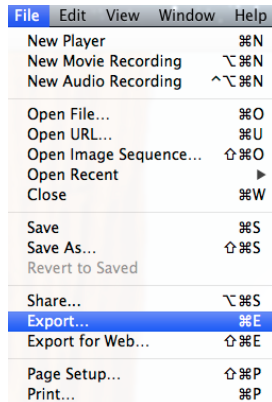 File Edit View Window Help
New Player ⌘N
New Movie Recording ⌥⌘N
New Audio Recording ^⌥⌘N
Open File... ⌘O
Open URL... ⌘U
Open Image Sequence... ⇧⌘O
Open Recent ▶
Close ⌘W
Save ⌘S
Save As... ⇧⌘S
Revert to Saved
Share... ⌥⌘S
Export... ⌘E
Export for Web... ⇧⌘E
Page Setup... ⇧⌘P
Print... ⌘P